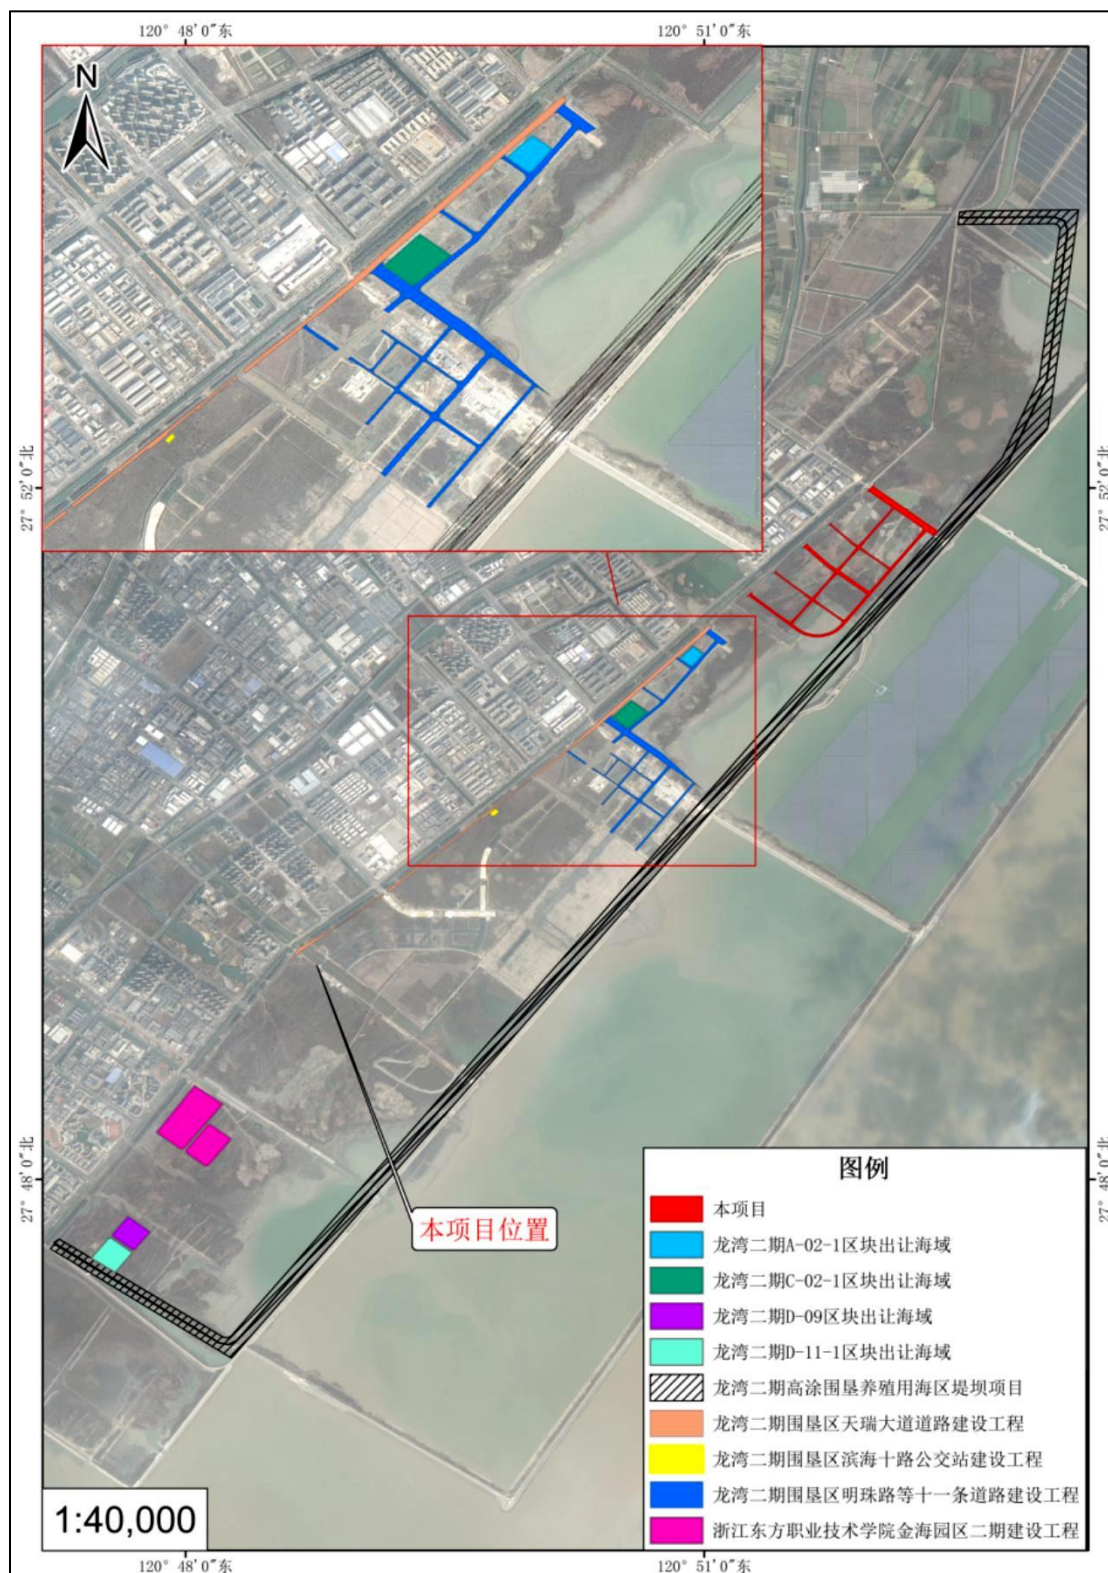 120° 48′0″东
120° 51′0″东
N
27° 52′0″北
27° 52′0″北
27° 48′0″北
27° 48′0″北
本项目位置
图例
本项目
龙湾二期A-02-1区块出让海域
龙湾二期C-02-1区块出让海域
龙湾二期D-09区块出让海域
龙湾二期D-11-1区块出让海域
龙湾二期高涂围垦养殖用海区堤坝项目
龙湾二期围垦区天瑞大道道路建设工程
龙湾二期围垦区滨海十路公交站建设工程
龙湾二期围垦区明珠路等十一条道路建设工程
浙江东方职业技术学院金海园区二期建设工程
1:40,000
120° 48′0″东
120° 51′0″东